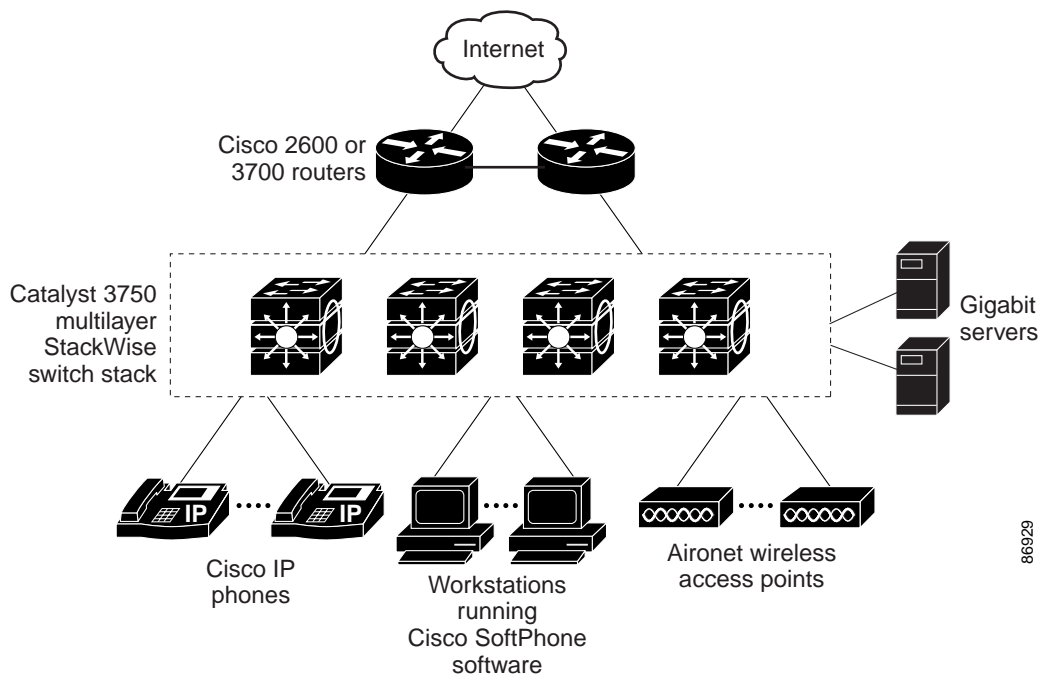 Internet
Cisco 2600 or
3700 routers
Catalyst 3750
multilayer
StackWise
switch stack
Gigabit
servers
IP
IP
Cisco IP
phones
Workstations
running
Cisco SoftPhone
software
Aironet wireless
access points
86929